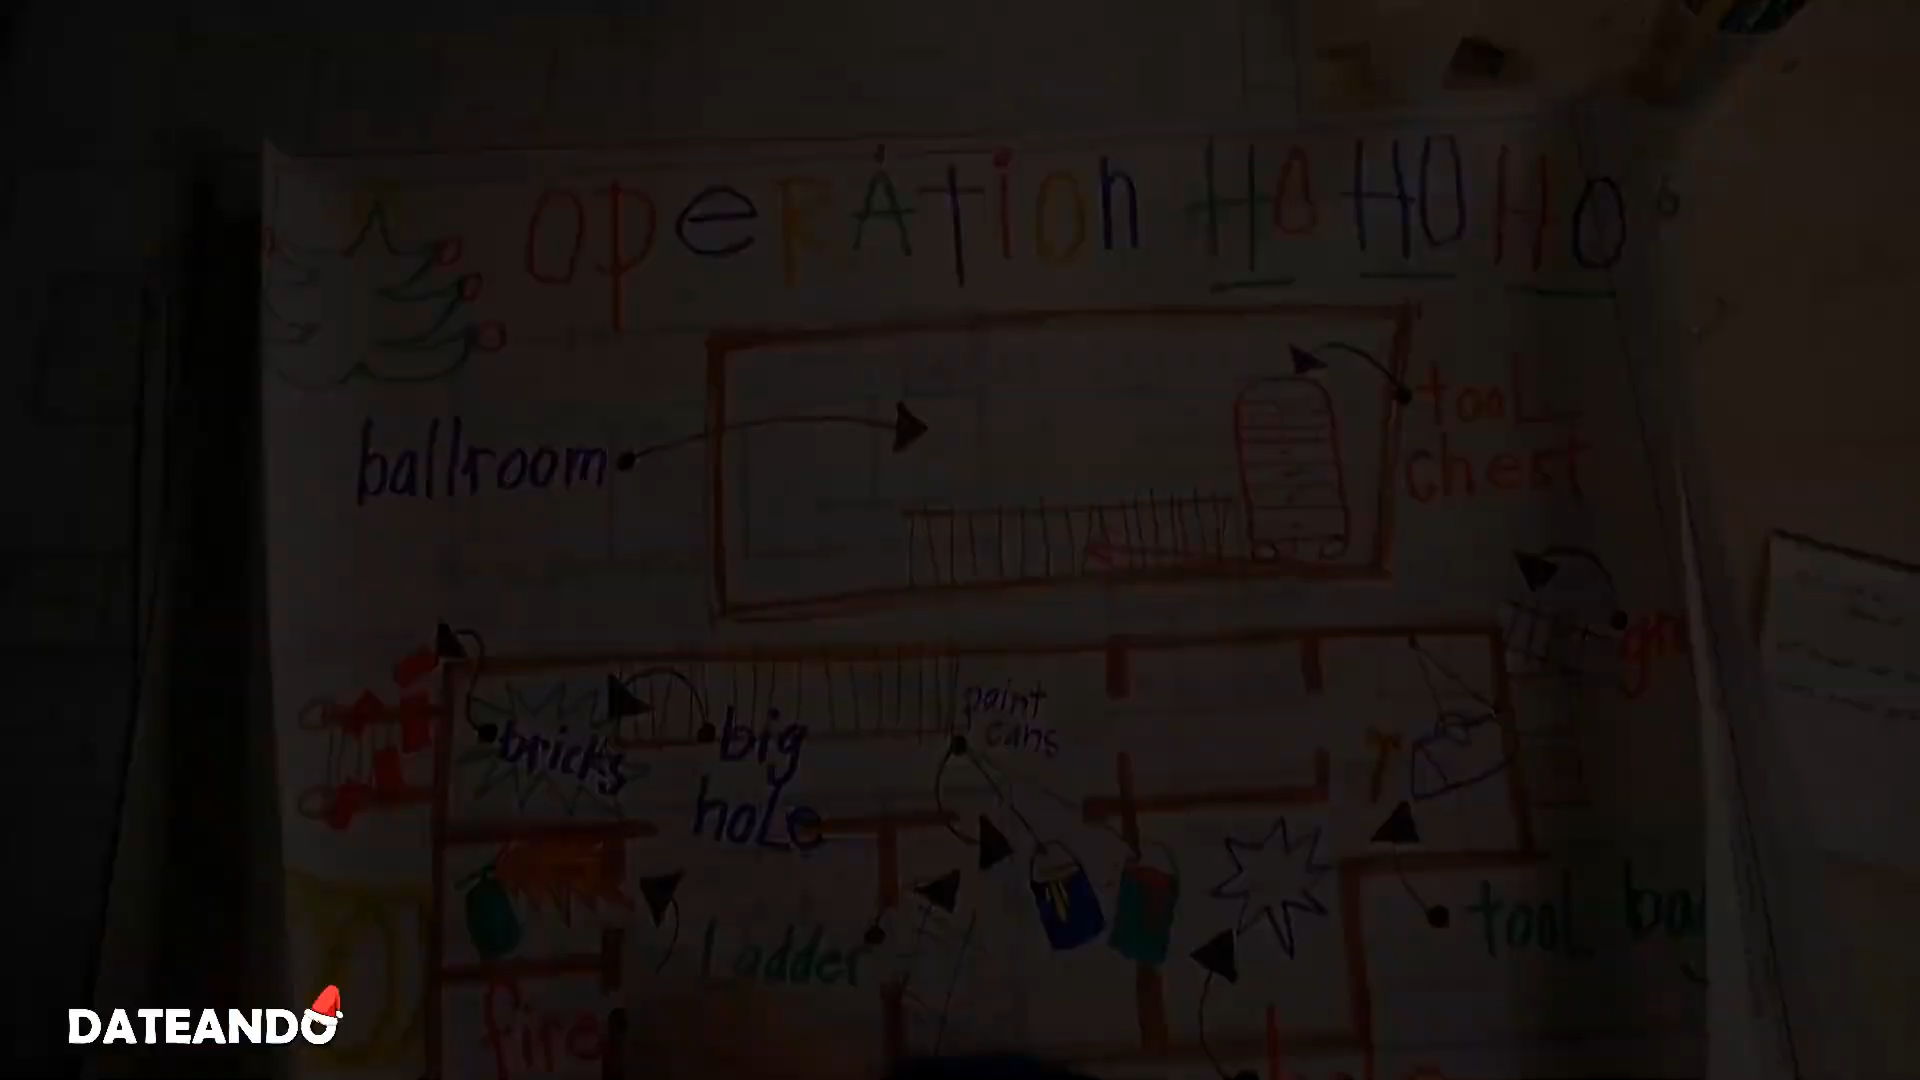 OpeRAtion HO HO HO
ballroom
tooL
chest
bricks
big
hoLe
paint
cans
Ladder
tooL
fire
DATEANDO